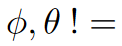 ϕ, θ ! =